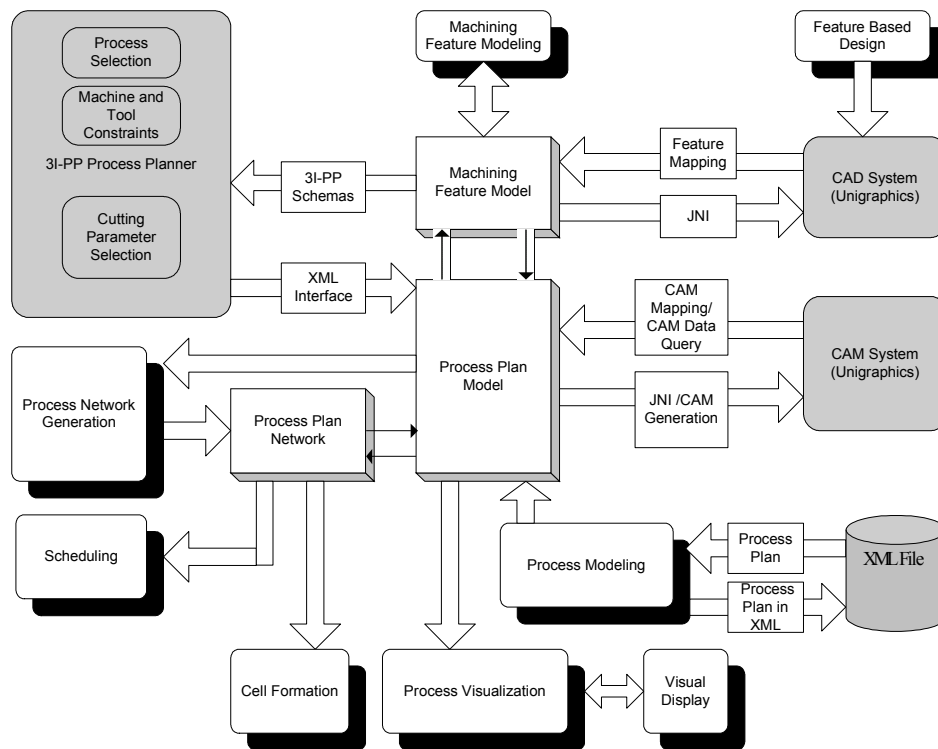 Process
Selection
Machine and
Tool
Constraints
3I-PP Process Planner
Cutting
Parameter
Selection
Machining
Feature Modeling
Feature Based
Design
3I-PP
Schemas
Machining
Feature Model
Feature
Mapping
JNI
CAD System
(Unigraphics)
XML
Interface
CAM
Mapping/
CAM Data
Query
Process Plan
Model
JNI /CAM
Generation
CAM System
(Unigraphics)
Process Network
Generation
Process Plan
Network
Scheduling
Process Modeling
Process
Plan
Process
Plan in
XML
XML File
Cell Formation
Process Visualization
Visual
Display